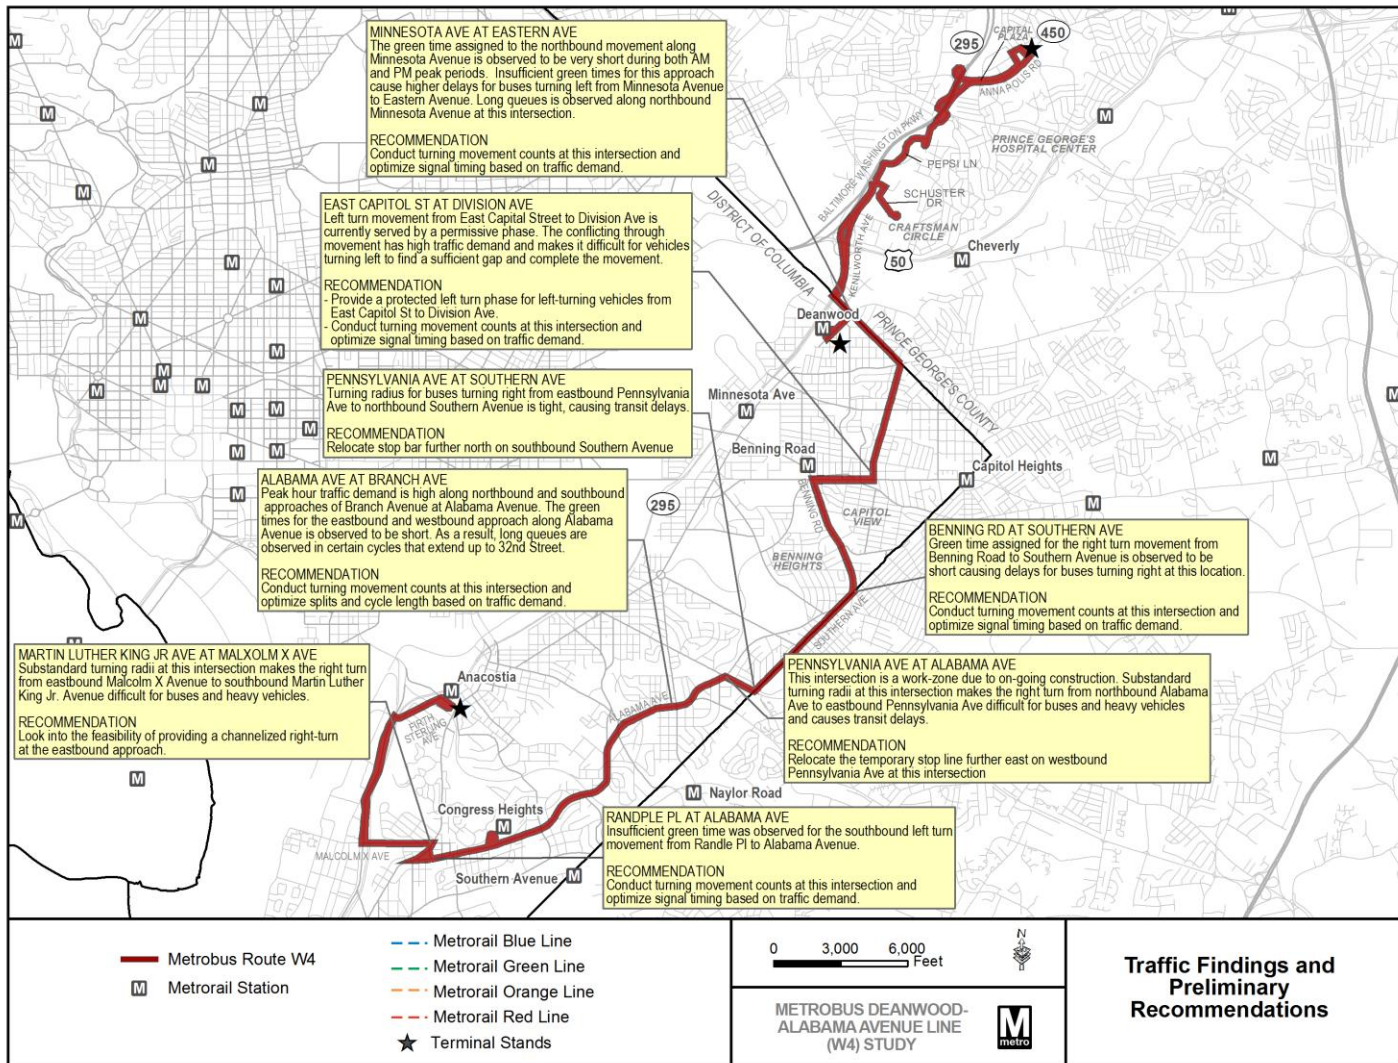 MINNESOTA AVE AT EASTERN AVE
The green time assigned to the northbound movement along
Minnesota Avenue is observed to be very short during both AM
and PM peak periods. Insufficient green times for this approach
cause higher delays for buses turning left from Minnesota Avenue
to Eastern Avenue. Long queues is observed along northbound
Minnesota Avenue at this intersection.
RECOMMENDATION
Conduct turning movement counts at this intersection and
optimize signal timing based on traffic demand.
CAPITAL
PLAZA
450
295
ANNAPOLIS RD
PRINCE GEORGE'S
HOSPITAL CENTER
BALTIMORE WASHINGTON PKWY
PEPSI LN
SCHUSTER
DR
CRAFTSMAN
CIRCLE
KENILWORTH AVE
50
Cheverly
DISTRICT OF COLUMBIA
PRINCE GEORGE'S COUNTY
Deanwood
EAST CAPITOL ST AT DIVISION AVE
Left turn movement from East Capital Street to Division Ave is
currently served by a permissive phase. The conflicting through
movement has high traffic demand and makes it difficult for vehicles
turning left to find a sufficient gap and complete the movement.
RECOMMENDATION
- Provide a protected left turn phase for left-turning vehicles from
East Capitol St to Division Ave.
- Conduct turning movement counts at this intersection and
optimize signal timing based on traffic demand.
PENNSYLVANIA AVE AT SOUTHERN AVE
Turning radius for buses turning right from eastbound Pennsylvania
Ave to northbound Southern Avenue is tight, causing transit delays.
RECOMMENDATION
Relocate stop bar further north on southbound Southern Avenue
Minnesota Ave
Benning Road
Capitol Heights
BENNING RD
CAPITOL
VIEW
BENNING
HEIGHTS
295
SOUTHERN AVE
ALABAMA AVE AT BRANCH AVE
Peak hour traffic demand is high along northbound and southbound
approaches of Branch Avenue at Alabama Avenue. The green
times for the eastbound and westbound approach along Alabama
Avenue is observed to be short. As a result, long queues are
observed in certain cycles that extend up to 32nd Street.
RECOMMENDATION
Conduct turning movement counts at this intersection and
optimize splits and cycle length based on traffic demand.
BENNING RD AT SOUTHERN AVE
Green time assigned for the right turn movement from
Benning Road to Southern Avenue is observed to be
short causing delays for buses turning right at this location.
RECOMMENDATION
Conduct turning movement counts at this intersection and
optimize signal timing based on traffic demand.
MARTIN LUTHER KING JR AVE AT MALXOLM X AVE
Substandard turning radii at this intersection makes the right turn
from eastbound Malcolm X Avenue to southbound Martin Luther
King Jr. Avenue difficult for buses and heavy vehicles.
RECOMMENDATION
Look into the feasibility of providing a channelized right-turn
at the eastbound approach.
Anacostia
FIRTH
STERLING
AVE
ALABAMA AVE
PENNSYLVANIA AVE AT ALABAMA AVE
This intersection is a work-zone due to on-going construction. Substandard
turning radii at this intersection makes the right turn from northbound Alabama
Ave to eastbound Pennsylvania Ave difficult for buses and heavy vehicles
and causes transit delays.
RECOMMENDATION
Relocate the temporary stop line further east on westbound
Pennsylvania Ave at this intersection
Naylor Road
Congress Heights
MALCOLM X AVE
Southern Avenue
RANDPLE PL AT ALABAMA AVE
Insufficient green time was observed for the southbound left turn
movement from Randle Pl to Alabama Avenue.
RECOMMENDATION
Conduct turning movement counts at this intersection and
optimize signal timing based on traffic demand.
Metrobus Route W4
M Metrorail Station
Metrorail Blue Line
Metrorail Green Line
Metrorail Orange Line
Metrorail Red Line
Terminal Stands
0 3,000 6,000
Feet
N
METROBUS DEANWOOD-
ALABAMA AVENUE LINE
(W4) STUDY
M
metro
Traffic Findings and
Preliminary
Recommendations